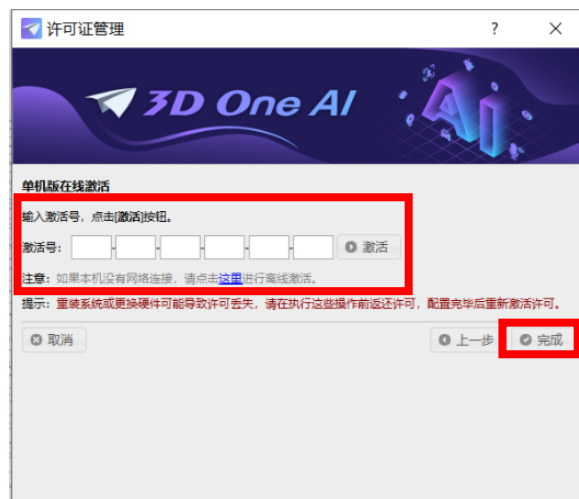 许可证管理 ? ×
3D One AI
单机版在线激活
输入激活号，点击[激活]按钮。
激活号: - - - - - 激活
注意: 如果本机没有网络连接，请点击这里进行离线激活。
提示: 重装系统或更换硬件可能导致许可丢失，请在执行这些操作前返还许可，配置完毕后重新激活许可。
取消 上一步 完成